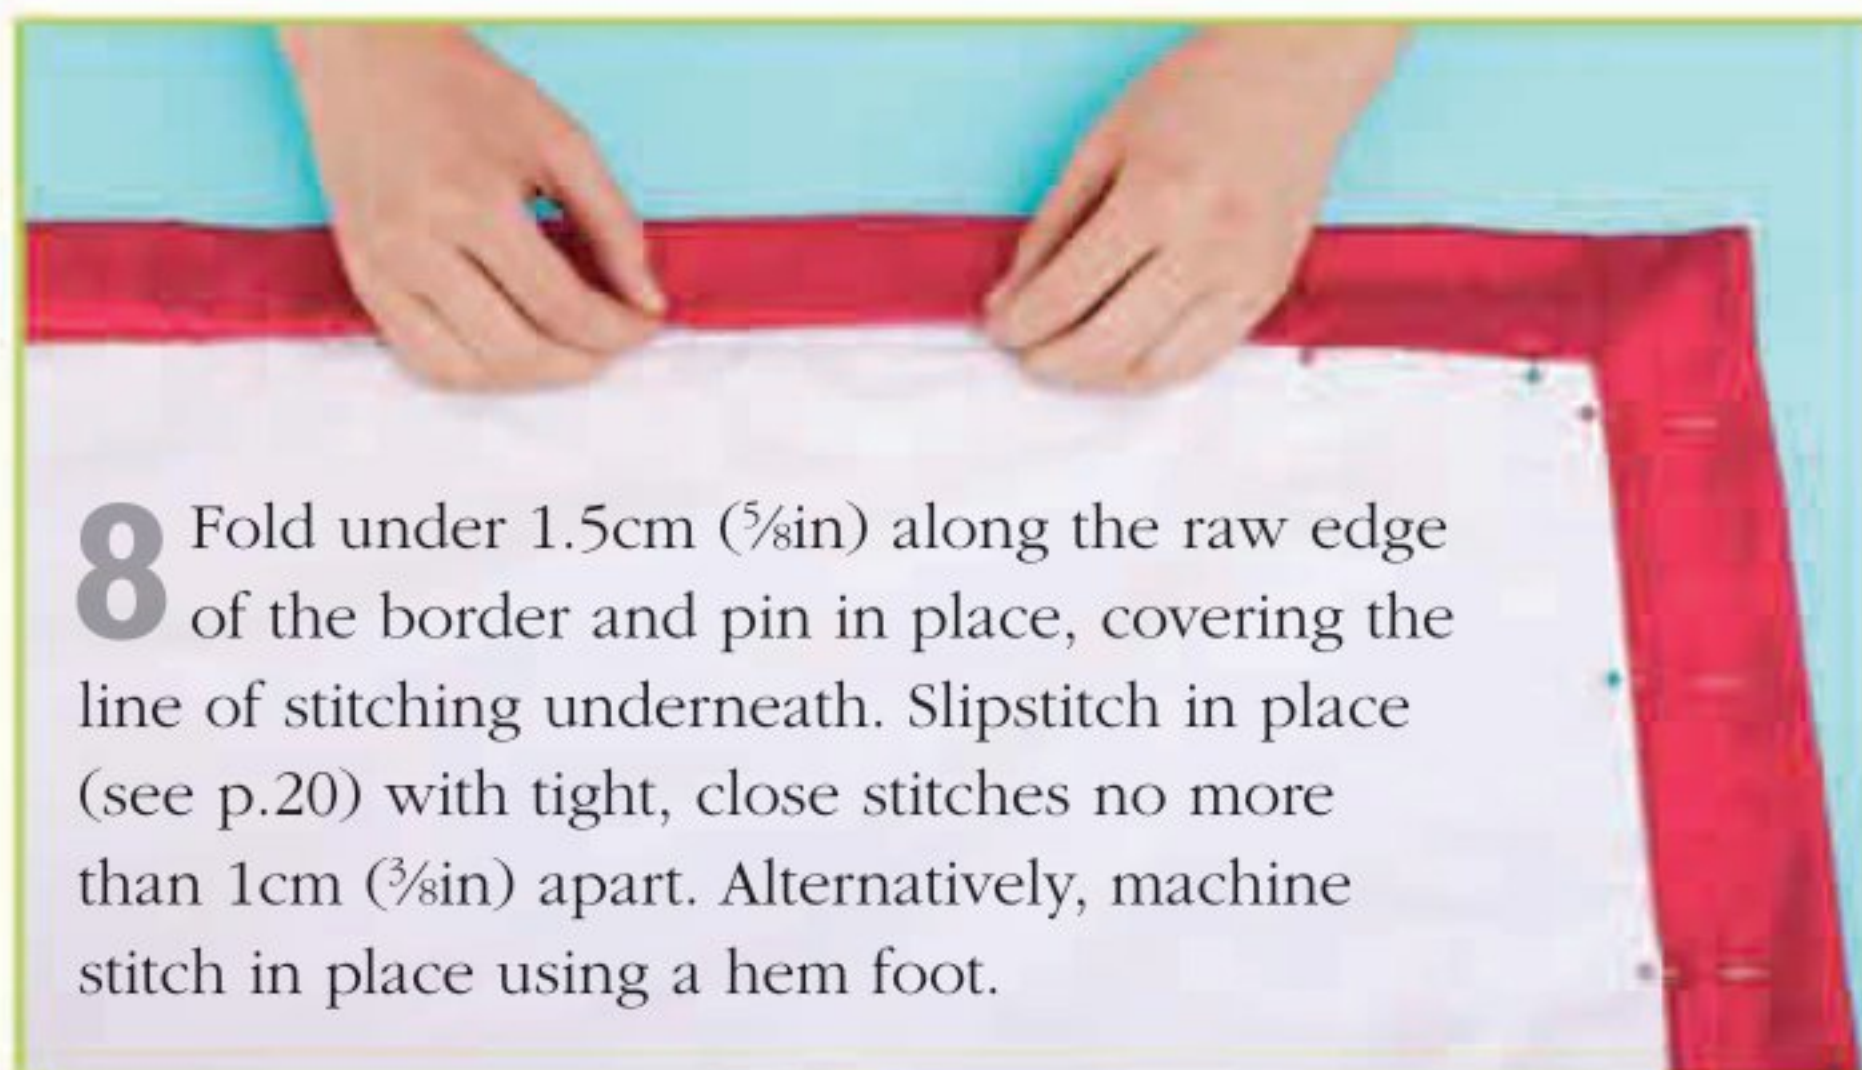 8 Fold under 1.5cm (⅝in) along the raw edge
of the border and pin in place, covering the
line of stitching underneath. Slipstitch in place
(see p.20) with tight, close stitches no more
than 1cm (⅜in) apart. Alternatively, machine
stitch in place using a hem foot.